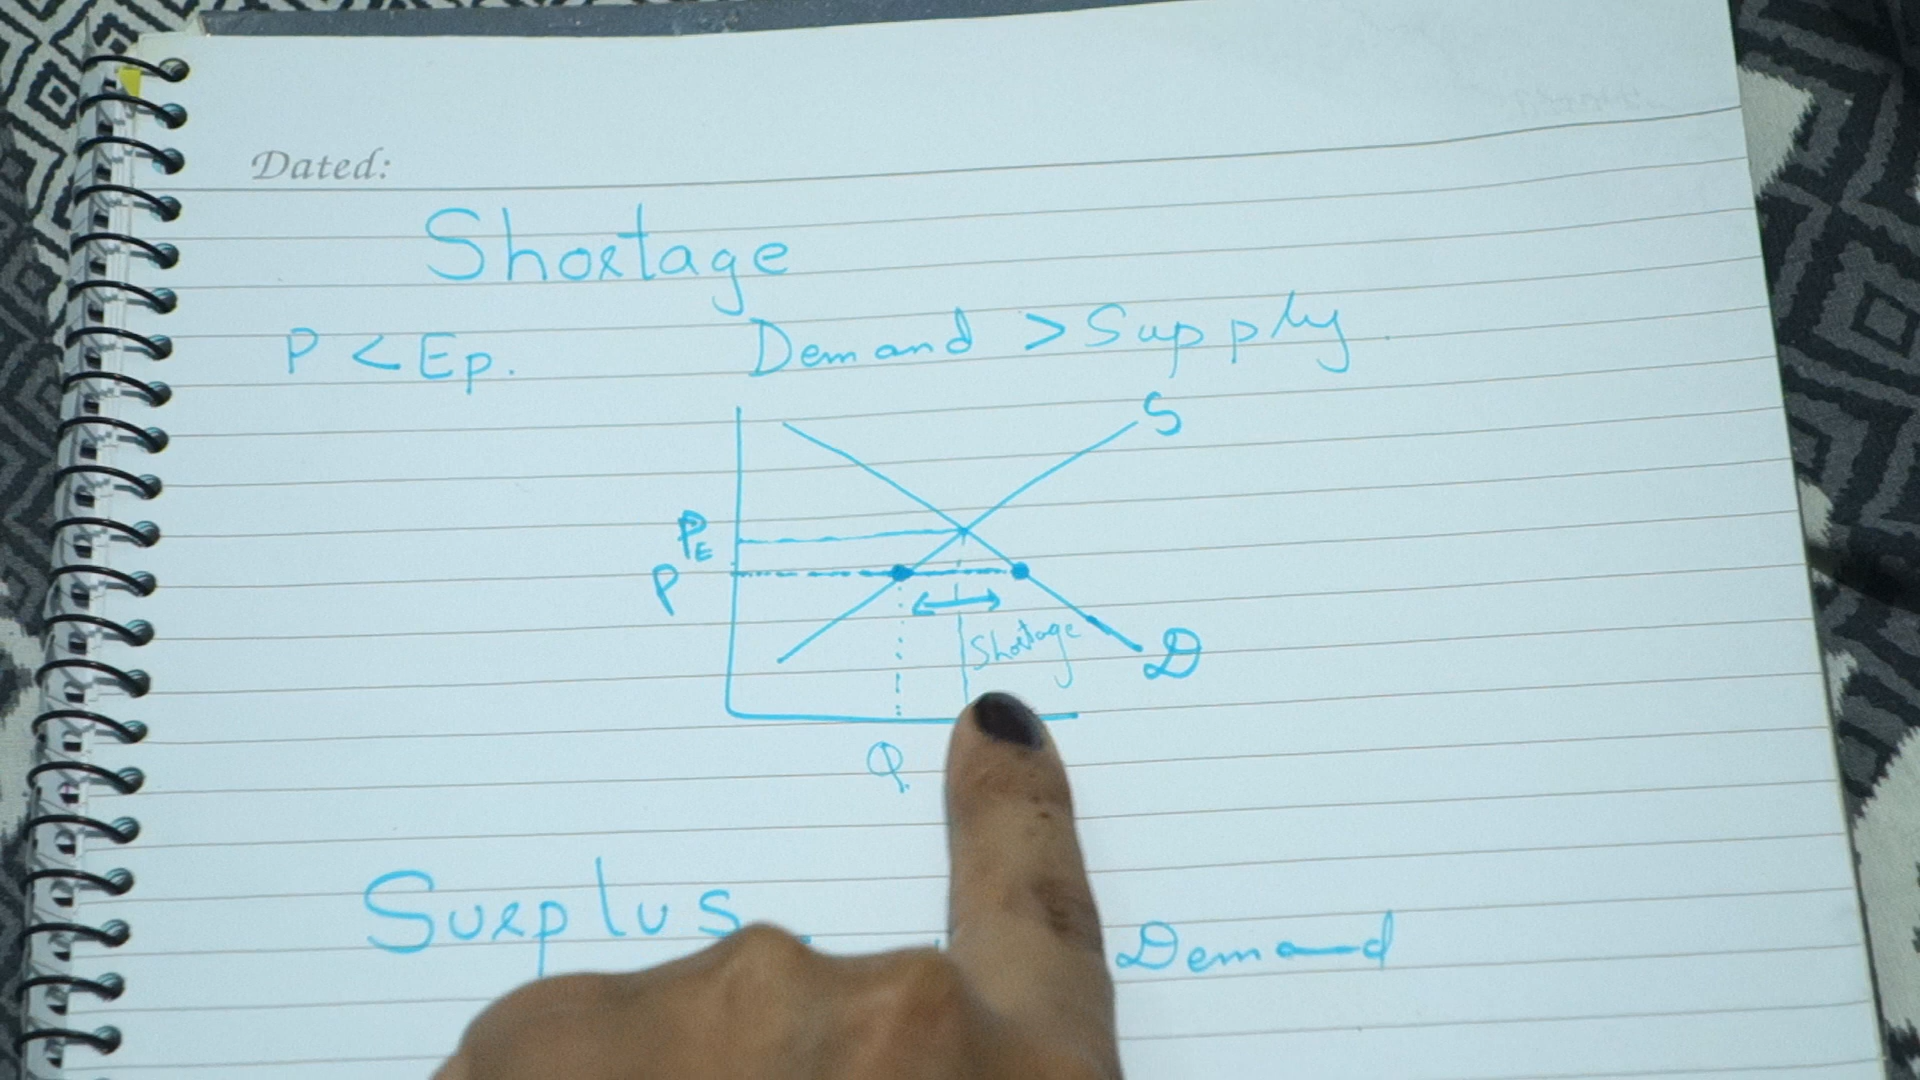 Dated:
Shortage
P < Ep. Demand > Supply
S
PE
P
Shortage
D
Q
Surplus Demand